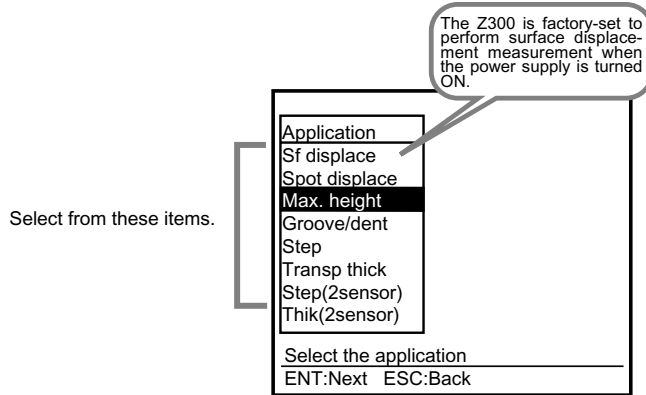 The Z300 is factory-set to
perform surface displace-
ment measurement when
the power supply is turned
ON.
Application
Sf displace
Spot displace
Max. height
Groove/dent
Step
Transp thick
Step(2sensor)
Thik(2sensor)
Select from these items.
Select the application
ENT:Next ESC:Back